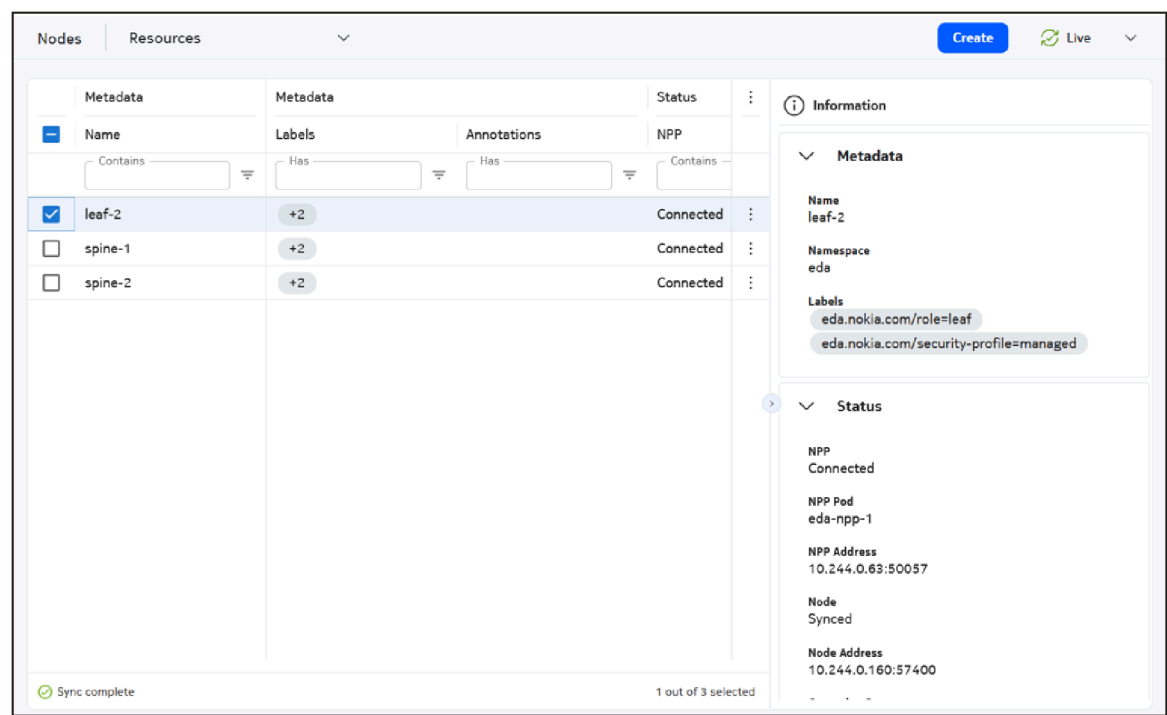 Nodes Resources Create Live
Metadata Metadata Status
Name Labels Annotations NPP
Contains Has Has Contains
leaf-2 +2 Connected
spine-1 +2 Connected
spine-2 +2 Connected
Sync complete 1 out of 3 selected
Information
Metadata
Name
leaf-2
Namespace
eda
Labels
eda.nokia.com/role=leaf
eda.nokia.com/security-profile=managed
Status
NPP
Connected
NPP Pod
eda-npp-1
NPP Address
10.244.0.63:50057
Node
Synced
Node Address
10.244.0.160:57400